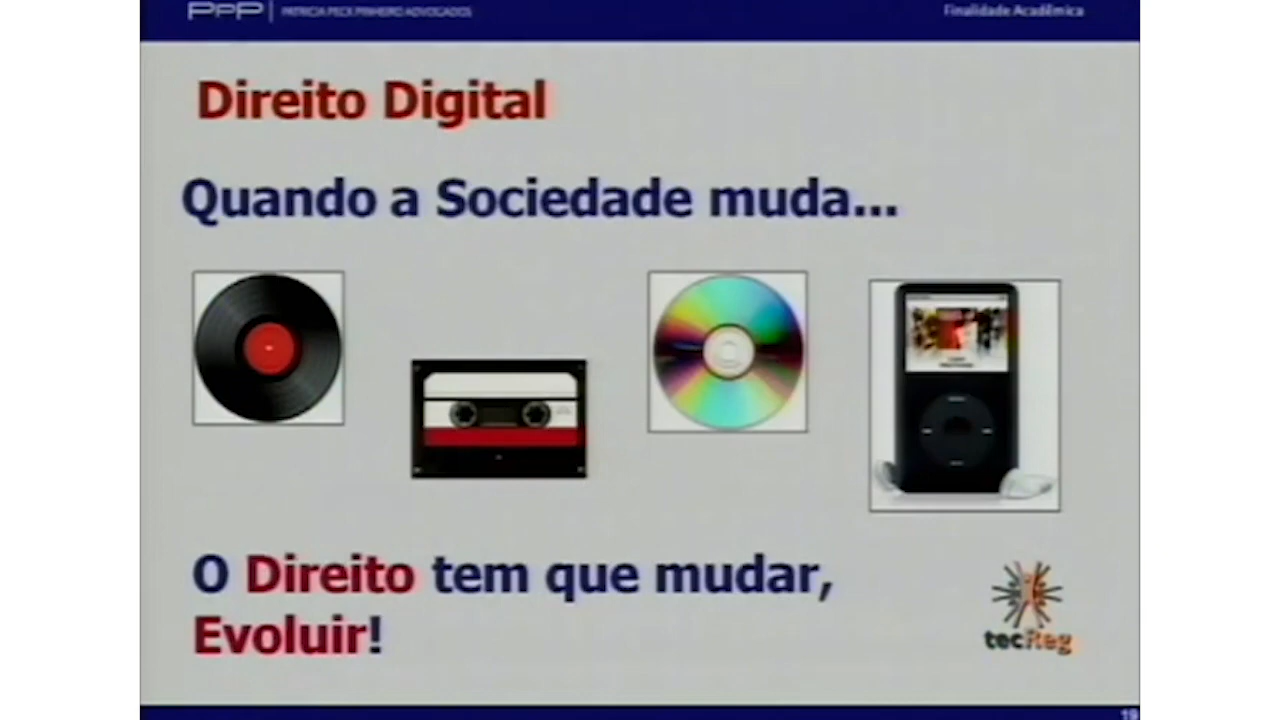 PPP | PATRICIA PECK PINHEIRO ADVOGADOS
Finalidade Acadêmica
Direito Digital
Quando a Sociedade muda...
O Direito tem que mudar,
Evoluir!
tecReg
19